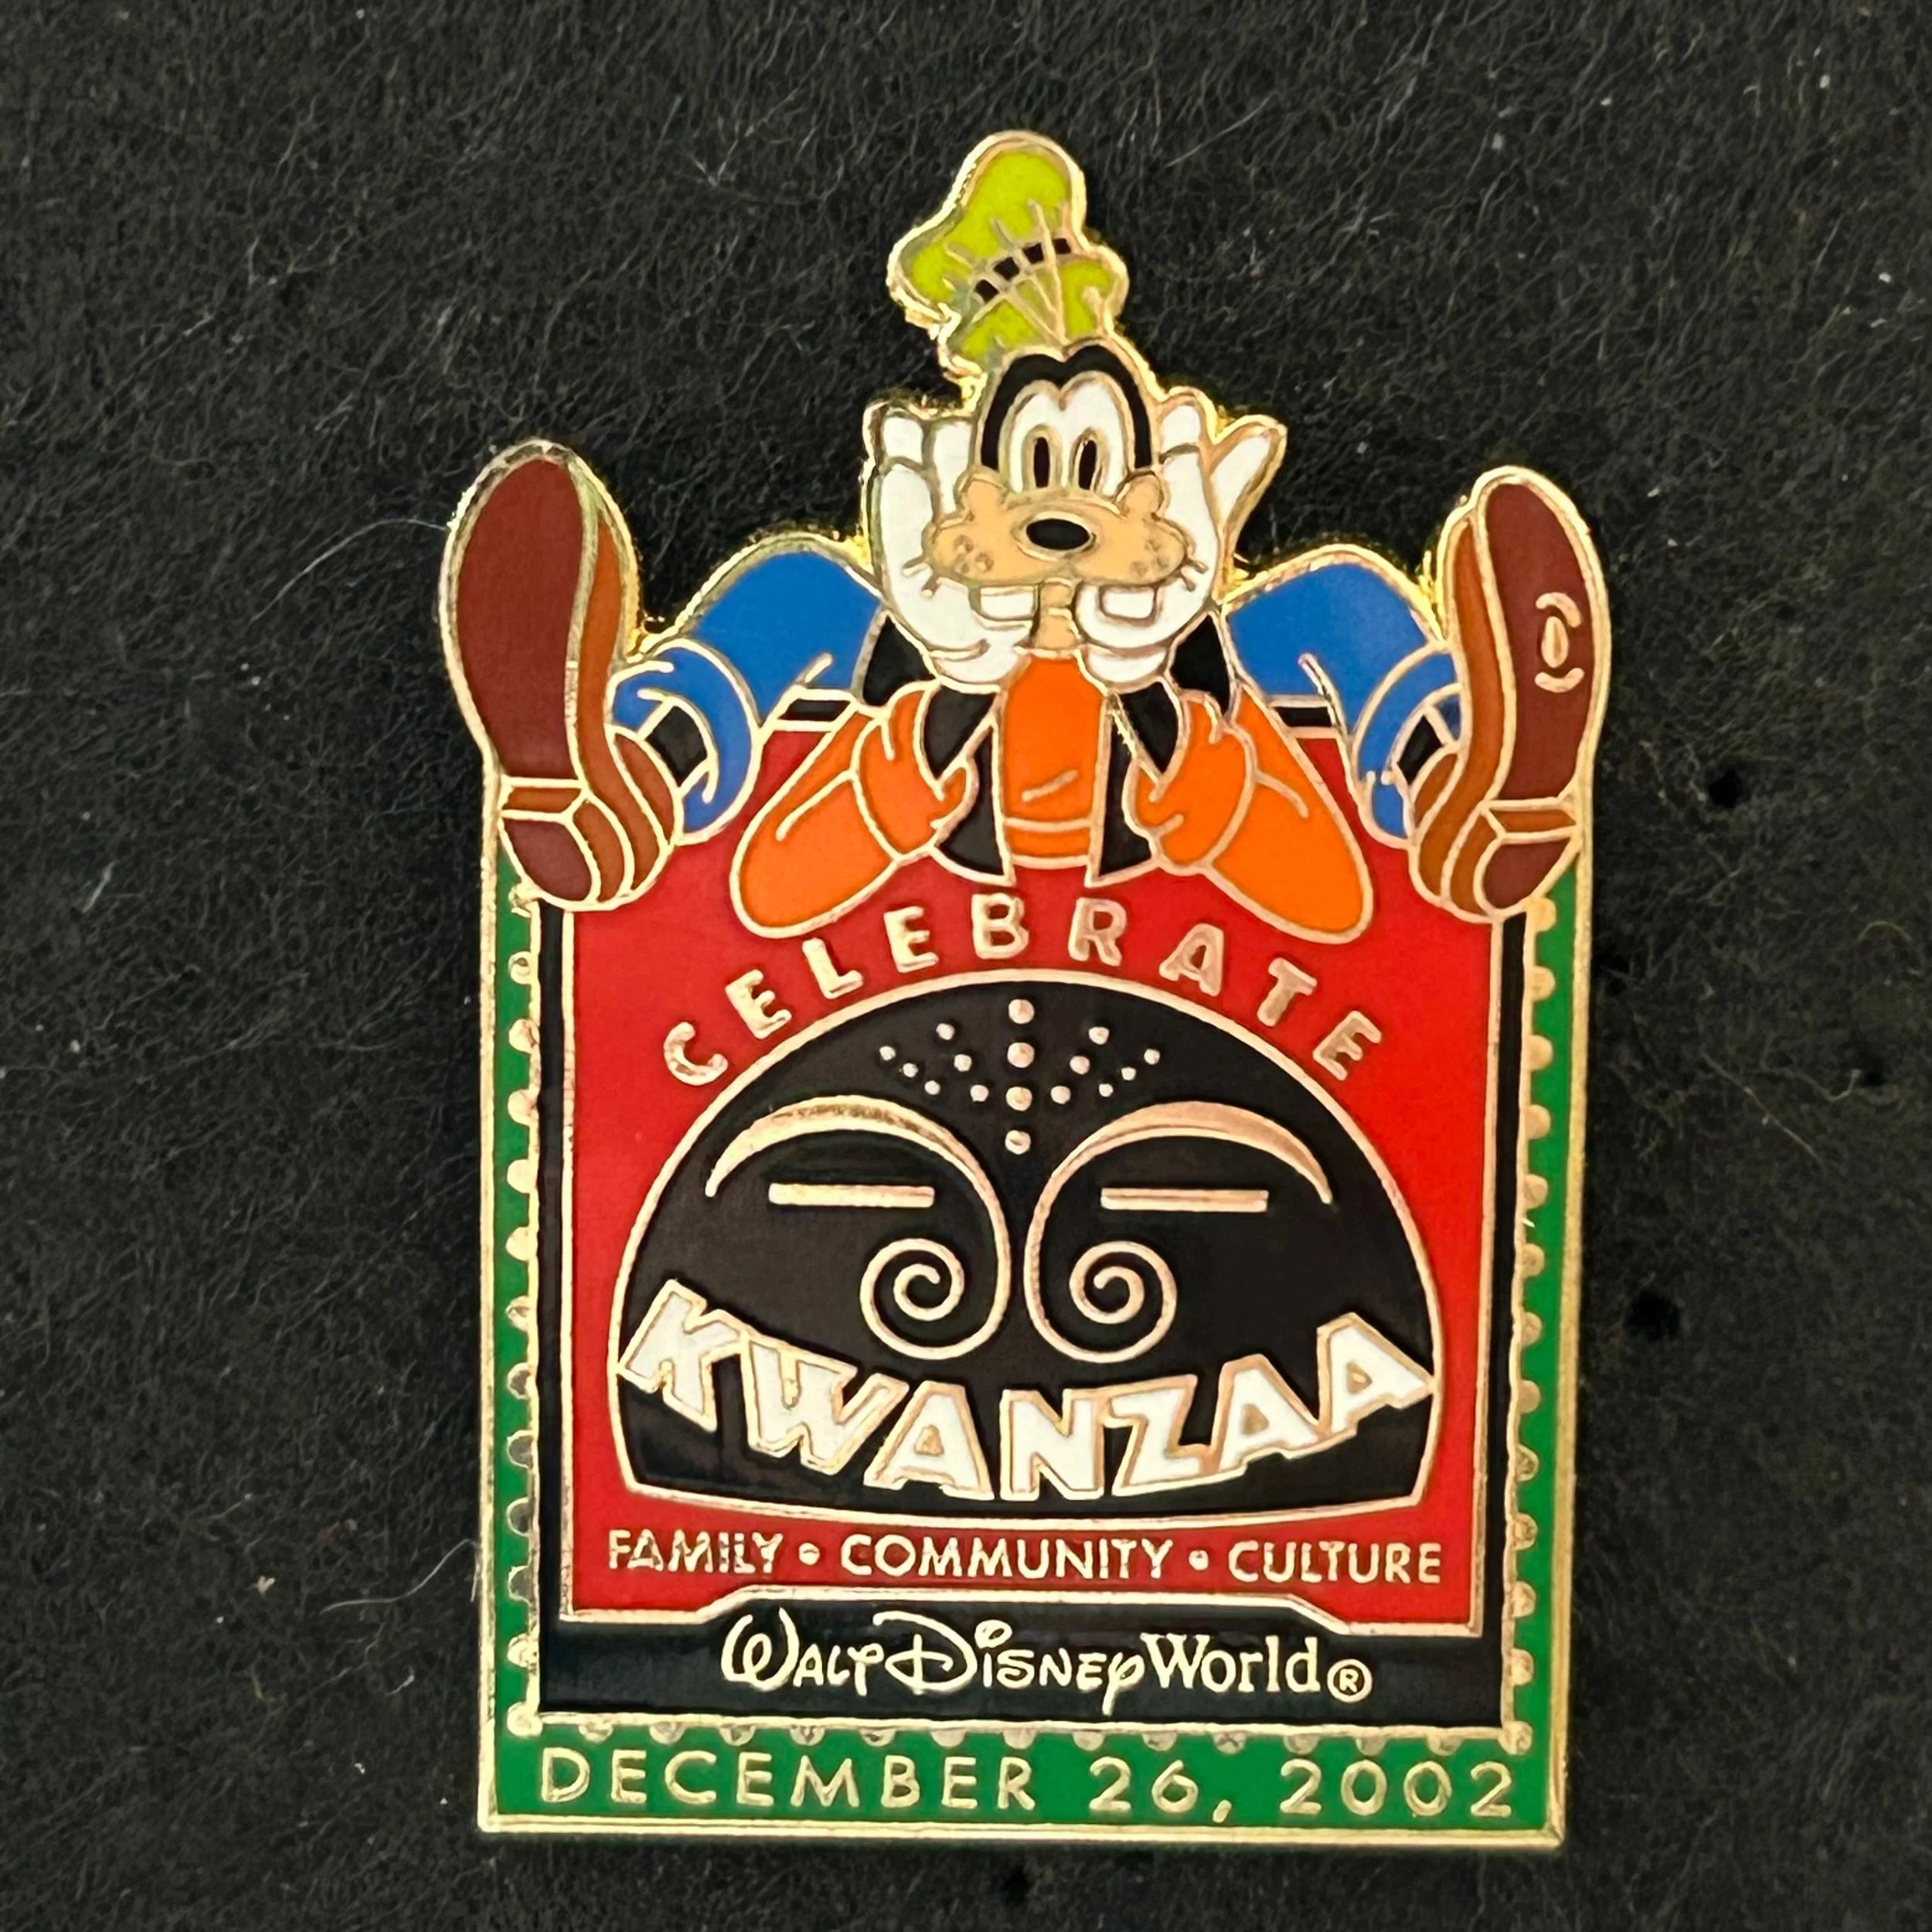 CELEBRATE
KWANZAA
FAMILY • COMMUNITY • CULTURE
WALT DISNEY World®
DECEMBER 26, 2002